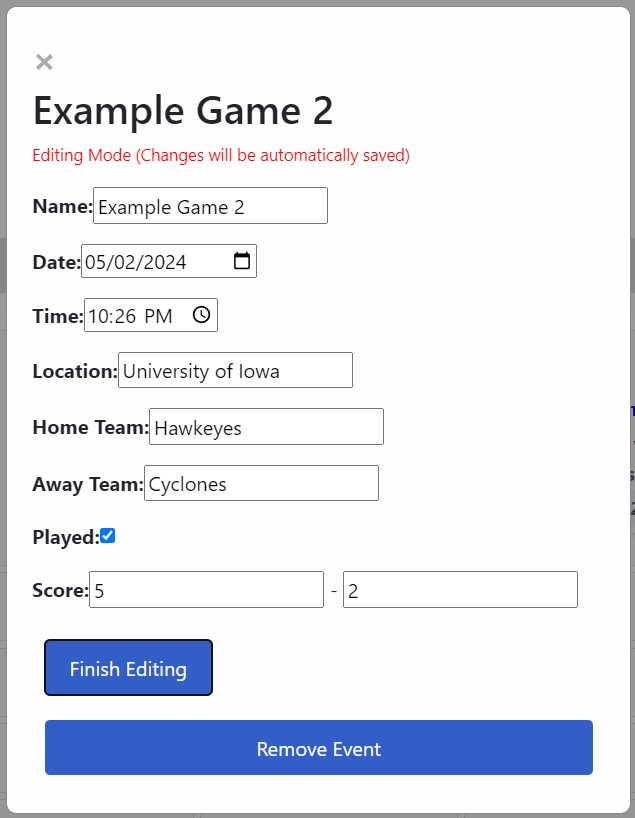 ×
Example Game 2
Editing Mode (Changes will be automatically saved)
Name: Example Game 2
Date: 05/02/2024
Time: 10:26 PM
Location: University of Iowa
Home Team: Hawkeyes
Away Team: Cyclones
Played:
Score: 5 - 2
Finish Editing
Remove Event